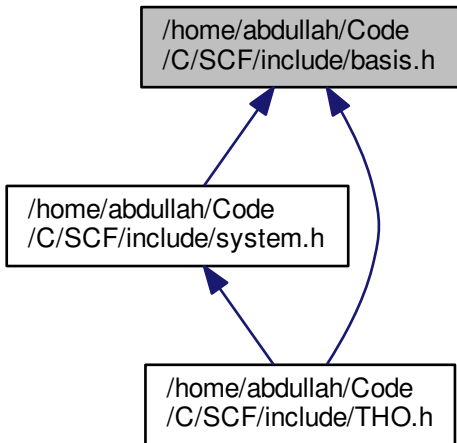 /home/abdullah/Code
/C/SCF/include/basis.h
/home/abdullah/Code
/C/SCF/include/system.h
/home/abdullah/Code
/C/SCF/include/THO.h